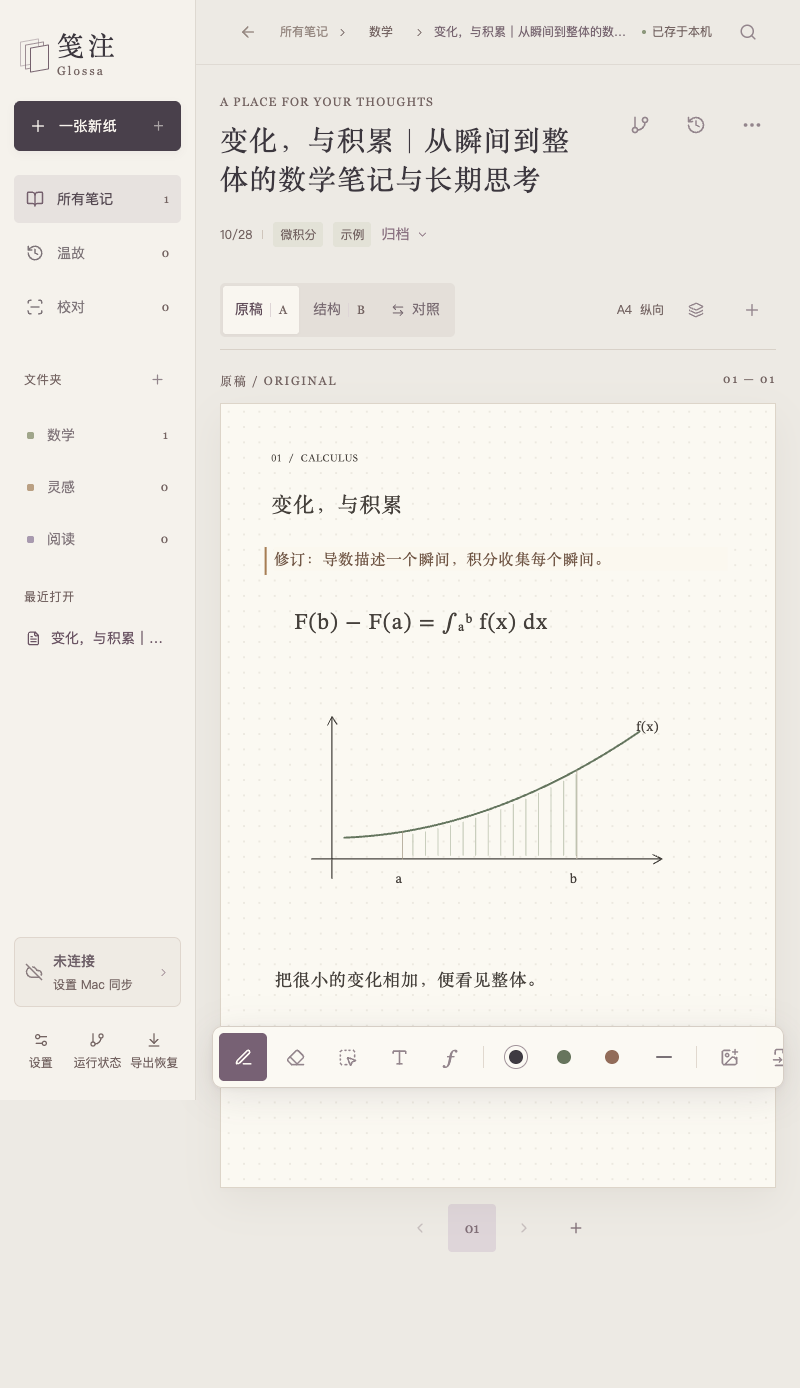 笺注
Glossa
一张新纸
所有笔记 1
温故 0
校对 0
文件夹
数学 1
灵感 0
阅读 0
最近打开
变化，与积累｜...
未连接
设置 Mac 同步
设置 运行状态 导出恢复
所有笔记 数学 变化，与积累｜从瞬间到整体的数... 已存于本机
A PLACE FOR YOUR THOUGHTS
变化，与积累｜从瞬间到整
体的数学笔记与长期思考
10/28 微积分 示例 归档
原稿 A 结构 B 对照 A4 纵向
原稿 / ORIGINAL 01 — 01
01 / CALCULUS
变化，与积累
修订：导数描述一个瞬间，积分收集每个瞬间。
F(b) − F(a) = ∫ₐᵇ f(x) dx
f(x)
a b
把很小的变化相加，便看见整体。
01